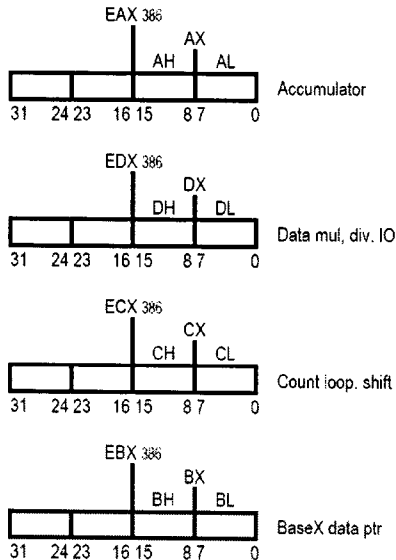 EAX 386
AX
AH AL
Accumulator
31 24 23 16 15 8 7 0
EDX 386
DX
DH DL
Data mul, div. IO
31 24 23 16 15 8 7 0
ECX 386
CX
CH CL
Count loop. shift
31 24 23 16 15 8 7 0
EBX 386
BX
BH BL
BaseX data ptr
31 24 23 16 15 8 7 0